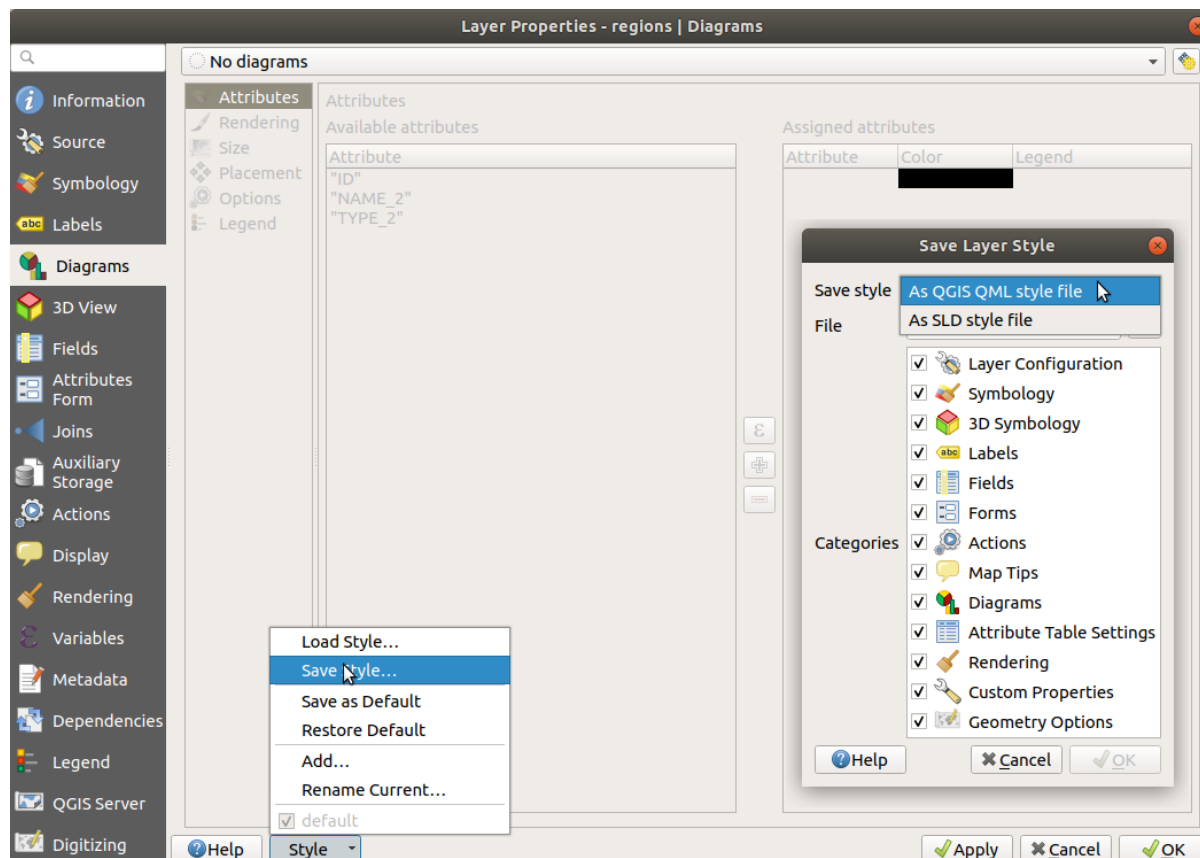 Layer Properties - regions | Diagrams
No diagrams
Information
Source
Symbology
abc Labels
Diagrams
3D View
Fields
Attributes
Form
Joins
Auxiliary
Storage
Actions
Display
Rendering
Variables
Metadata
Dependencies
Legend
QGIS Server
Digitizing
Attributes
Rendering
Size
Placement
Options
Legend
Attributes
Available attributes
Attribute
"ID"
"NAME_2"
"TYPE_2"
ε
Assigned attributes
Attribute Color Legend
Save Layer Style
Save style As QGIS QML style file
As SLD style file
File
Categories
Layer Configuration
Symbology
3D Symbology
abc Labels
Fields
Forms
Actions
Map Tips
Diagrams
Attribute Table Settings
Rendering
Custom Properties
Geometry Options
Help Cancel OK
Load Style...
Save Style...
Save as Default
Restore Default
Add...
Rename Current...
default
Help Style Apply Cancel OK